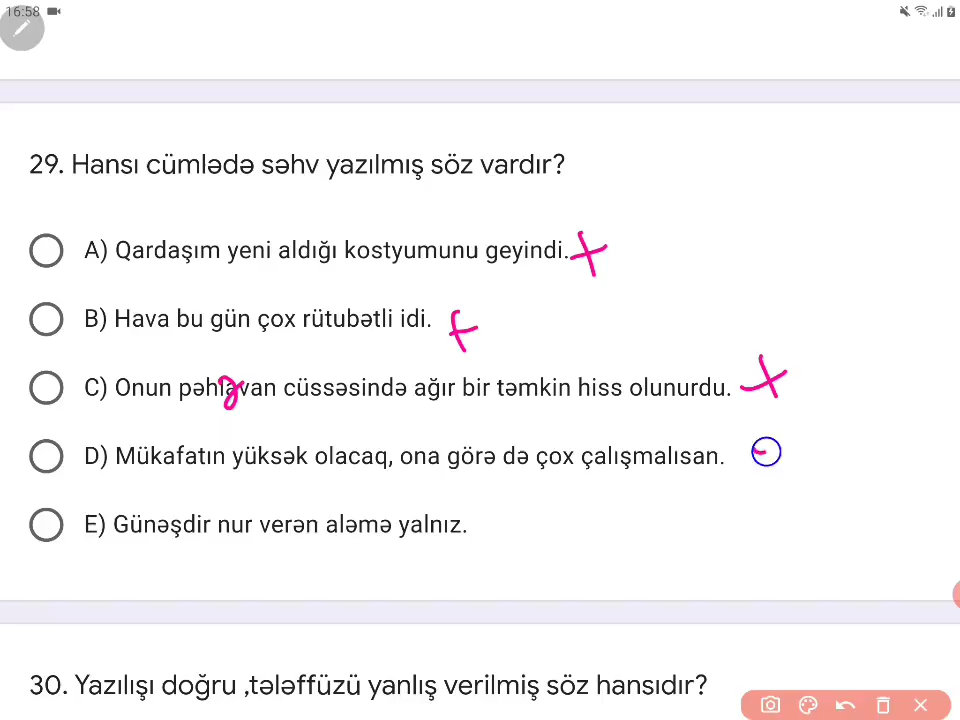 16:58
29. Hansı cümlədə səhv yazılmış söz vardır?
A) Qardaşım yeni aldığı kostyumunu geyindi.
B) Hava bu gün çox rütubətli idi.
C) Onun pəhləvan cüssəsində ağır bir təmkin hiss olunurdu.
D) Mükafatın yüksək olacaq, ona görə də çox çalışmalısan.
E) Günəşdir nur verən aləmə yalnız.
30. Yazılışı doğru ,tələffüzü yanlış verilmiş söz hansıdır?